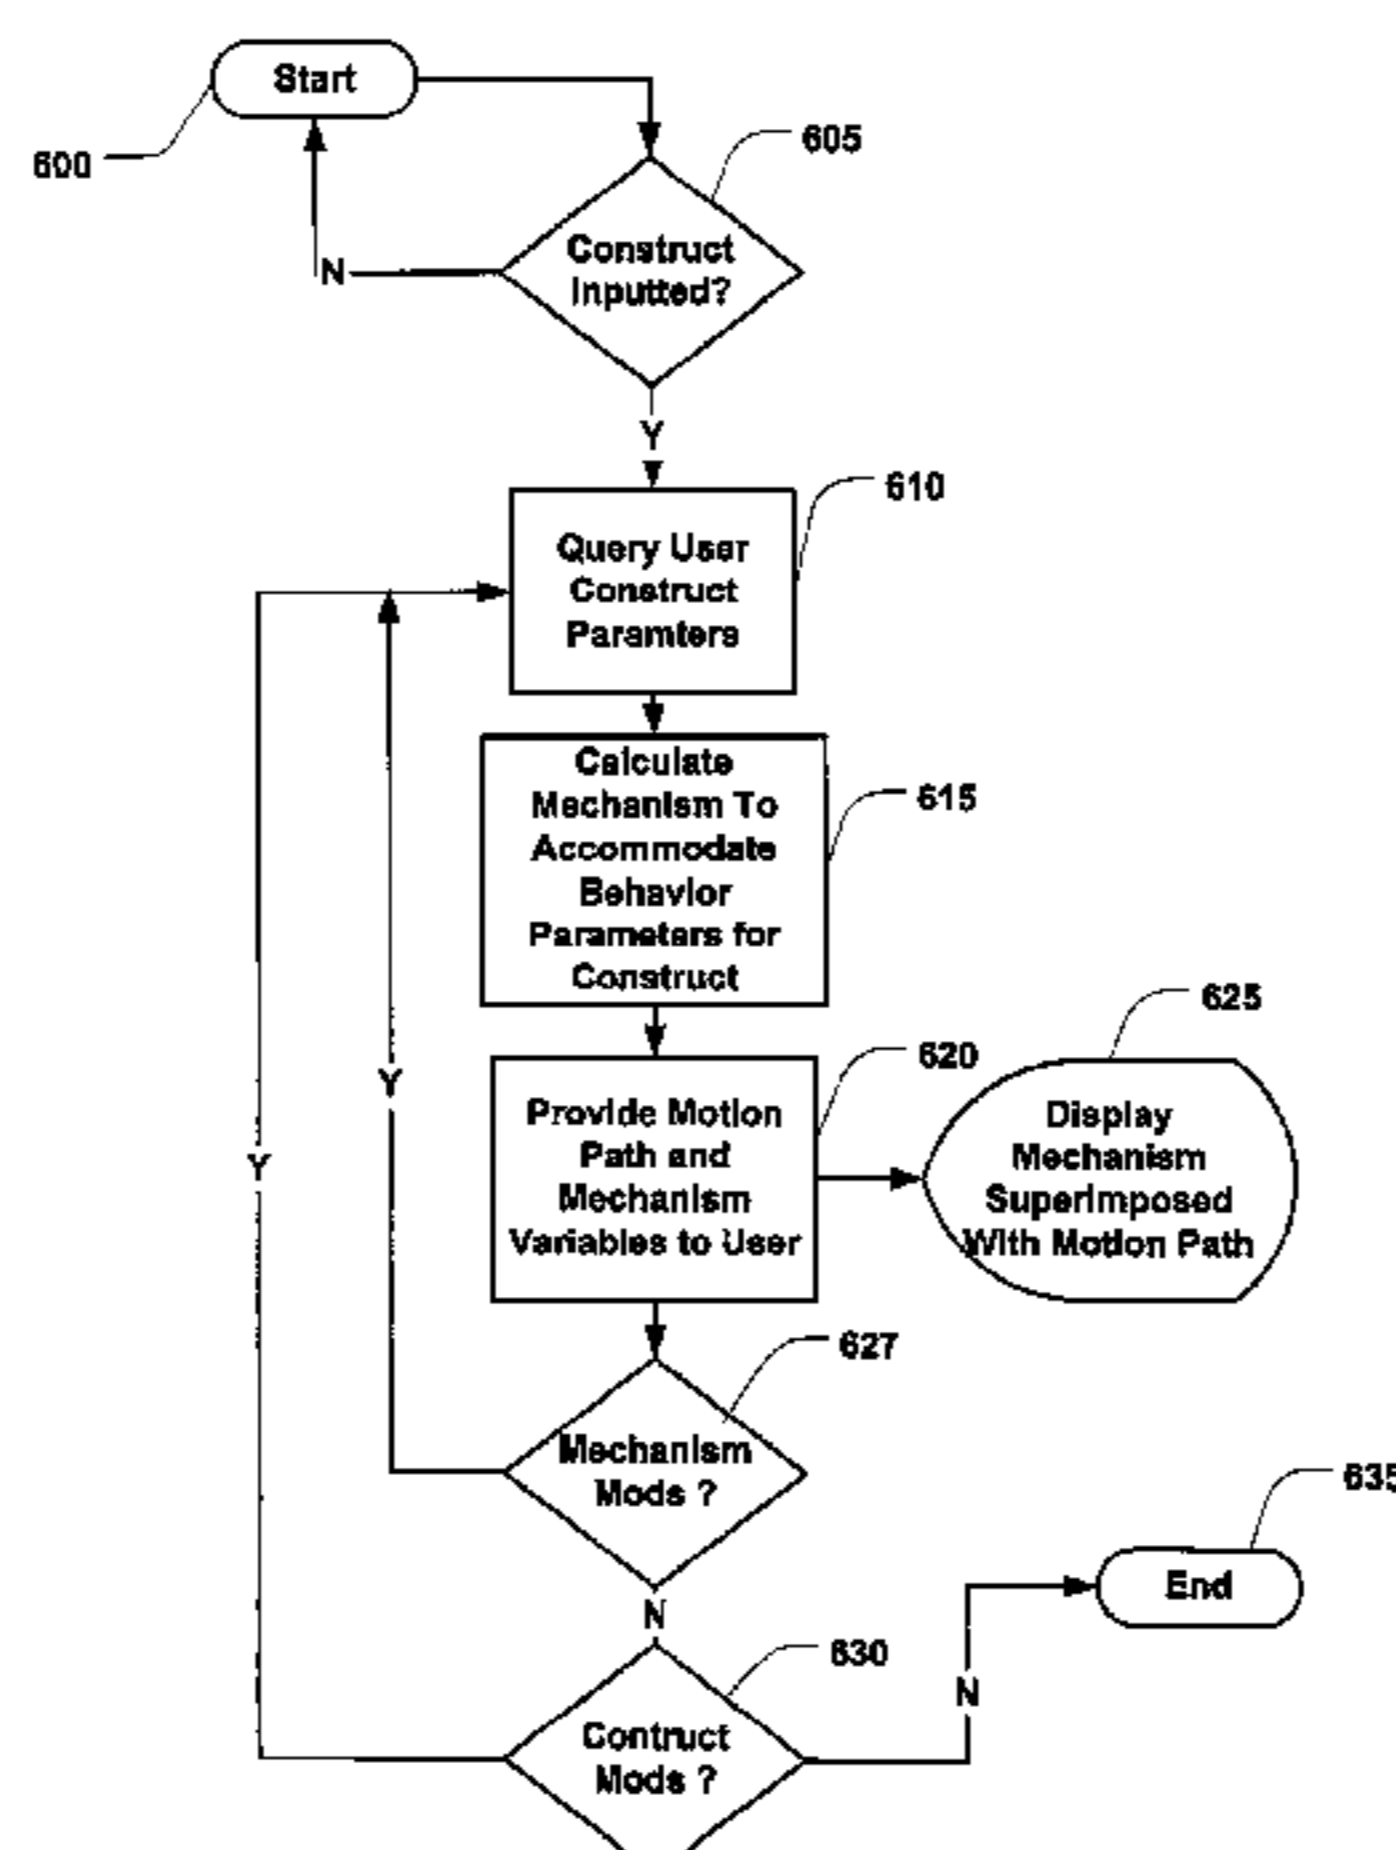 Start
600
605
Construct
Inputted?
N
Y
610
Query User
Construct
Paramters
Calculate
Mechanism To
Accommodate
Behavior
Parameters for
Construct
615
625
620
Provide Motion
Path and
Mechanism
Variables to User
Display
Mechanism
Superimposed
With Motion Path
Y
Y
627
Mechanism
Mods ?
635
End
N
630
Contruct
Mods ?
N